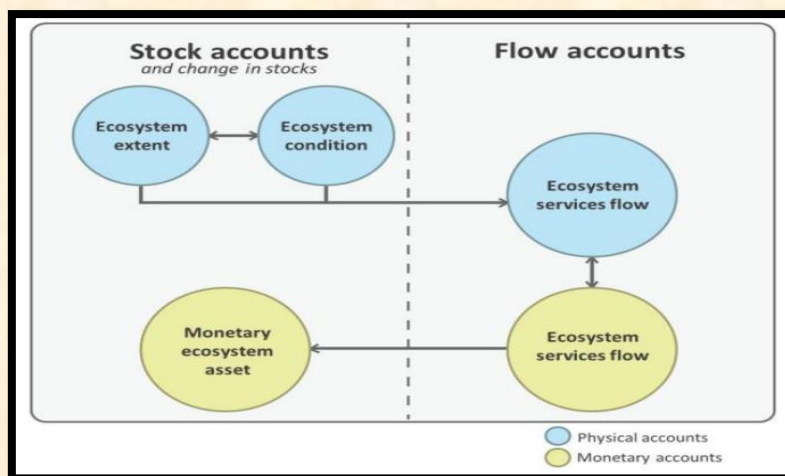 Stock accounts
and change in stocks
Flow accounts
Ecosystem
extent
Ecosystem
condition
Ecosystem
services flow
Monetary
ecosystem
asset
Ecosystem
services flow
Physical accounts
Monetary accounts